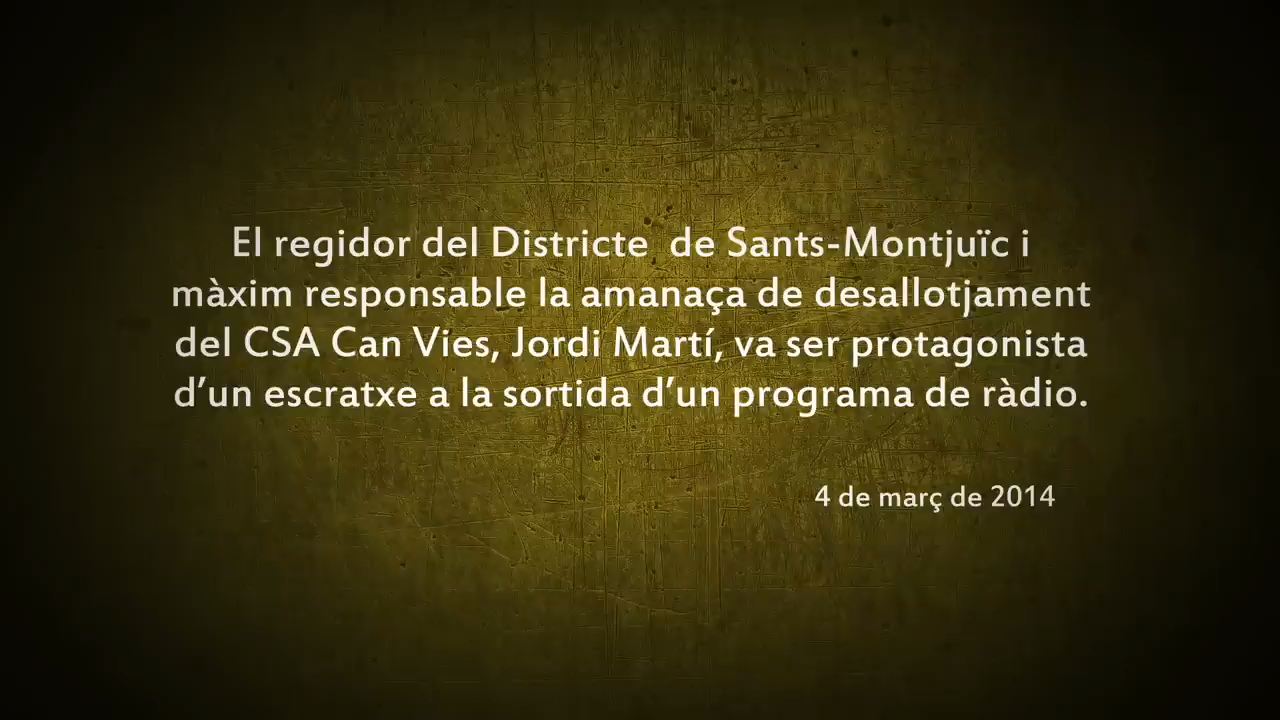 El regidor del Districte  de Sants-Montjuïc i
màxim responsable la amanaça de desallotjament
del CSA Can Vies, Jordi Martí, va ser protagonista
d’un escratxe a la sortida d’un programa de ràdio.
4 de març de 2014